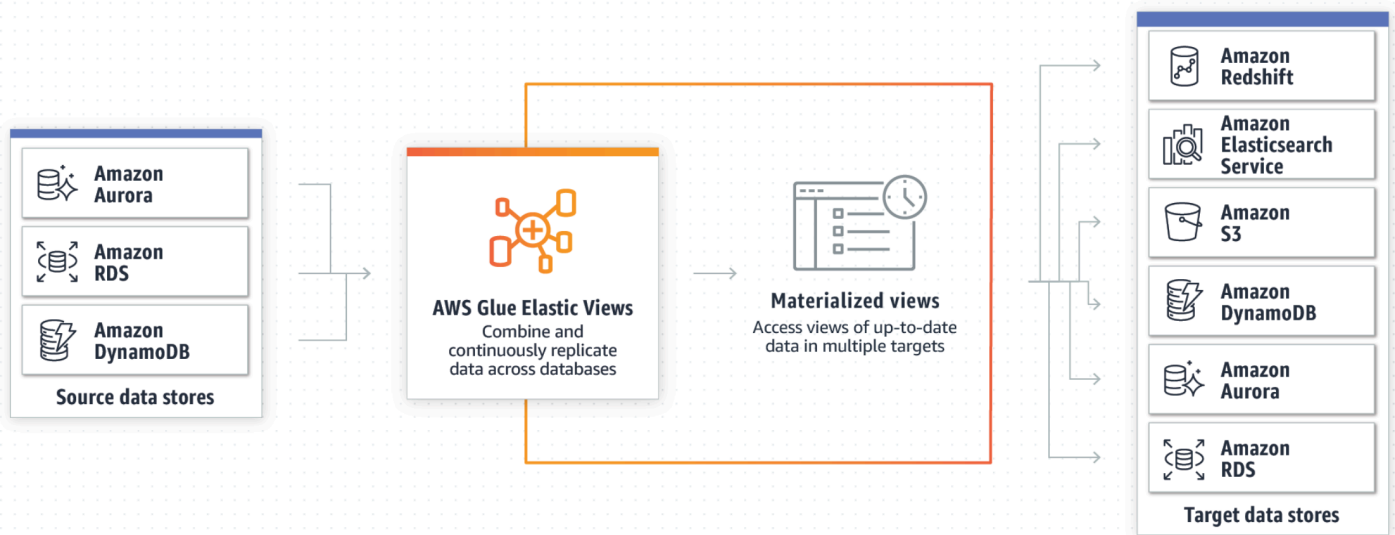 Amazon
Aurora
Amazon
RDS
Amazon
DynamoDB
Source data stores
AWS Glue Elastic Views
Combine and
continuously replicate
data across databases
Materialized views
Access views of up-to-date
data in multiple targets
Amazon
Redshift
Amazon
Elasticsearch
Service
Amazon
S3
Amazon
DynamoDB
Amazon
Aurora
Amazon
RDS
Target data stores